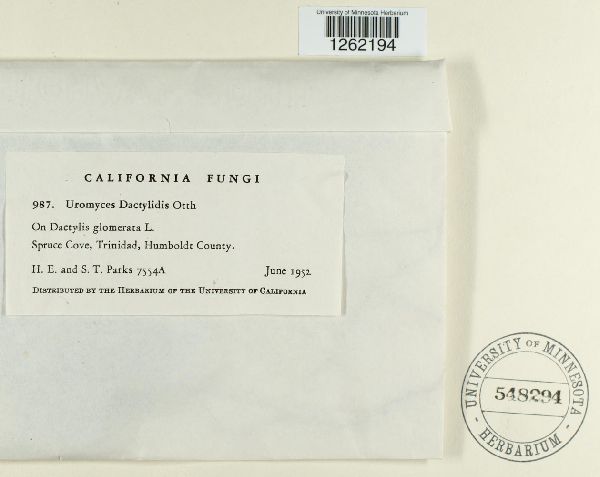 University of Minnesota Herbarium
1262194
CALIFORNIA FUNGI
987. Uromyces Dactylidis Otth
On Dactylis glomerata L.
Spruce Cove, Trinidad, Humboldt County.
H. E. and S. T. Parks 7554A June 1952
Distributed by the Herbarium of the University of California
UNIVERSITY OF MINNESOTA
548294
- HERBARIUM -